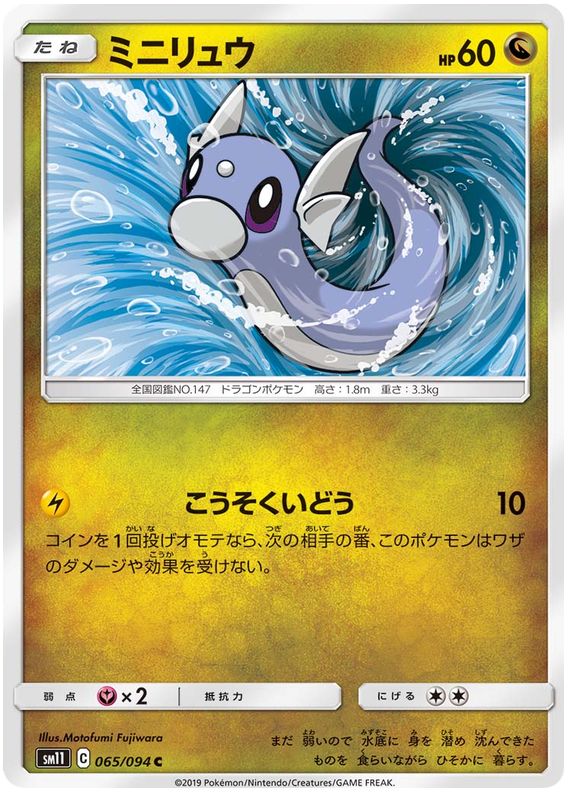 たね ミニリュウ HP60
全国図鑑NO.147 ドラゴンポケモン 高さ:1.8m 重さ:3.3kg
こうそくいどう 10
コインを1回投げオモテなら、次の相手の番、このポケモンはワザ
のダメージや効果を受けない。
弱点 ×2 抵抗力 にげる
Illus.Motofumi Fujiwara
SM11 C 065/094 C
まだ 弱いので 水底に 身を 潜め 沈んできた
ものを 食らいながら ひそかに 暮らしている。
©2019 Pokémon/Nintendo/Creatures/GAME FREAK.